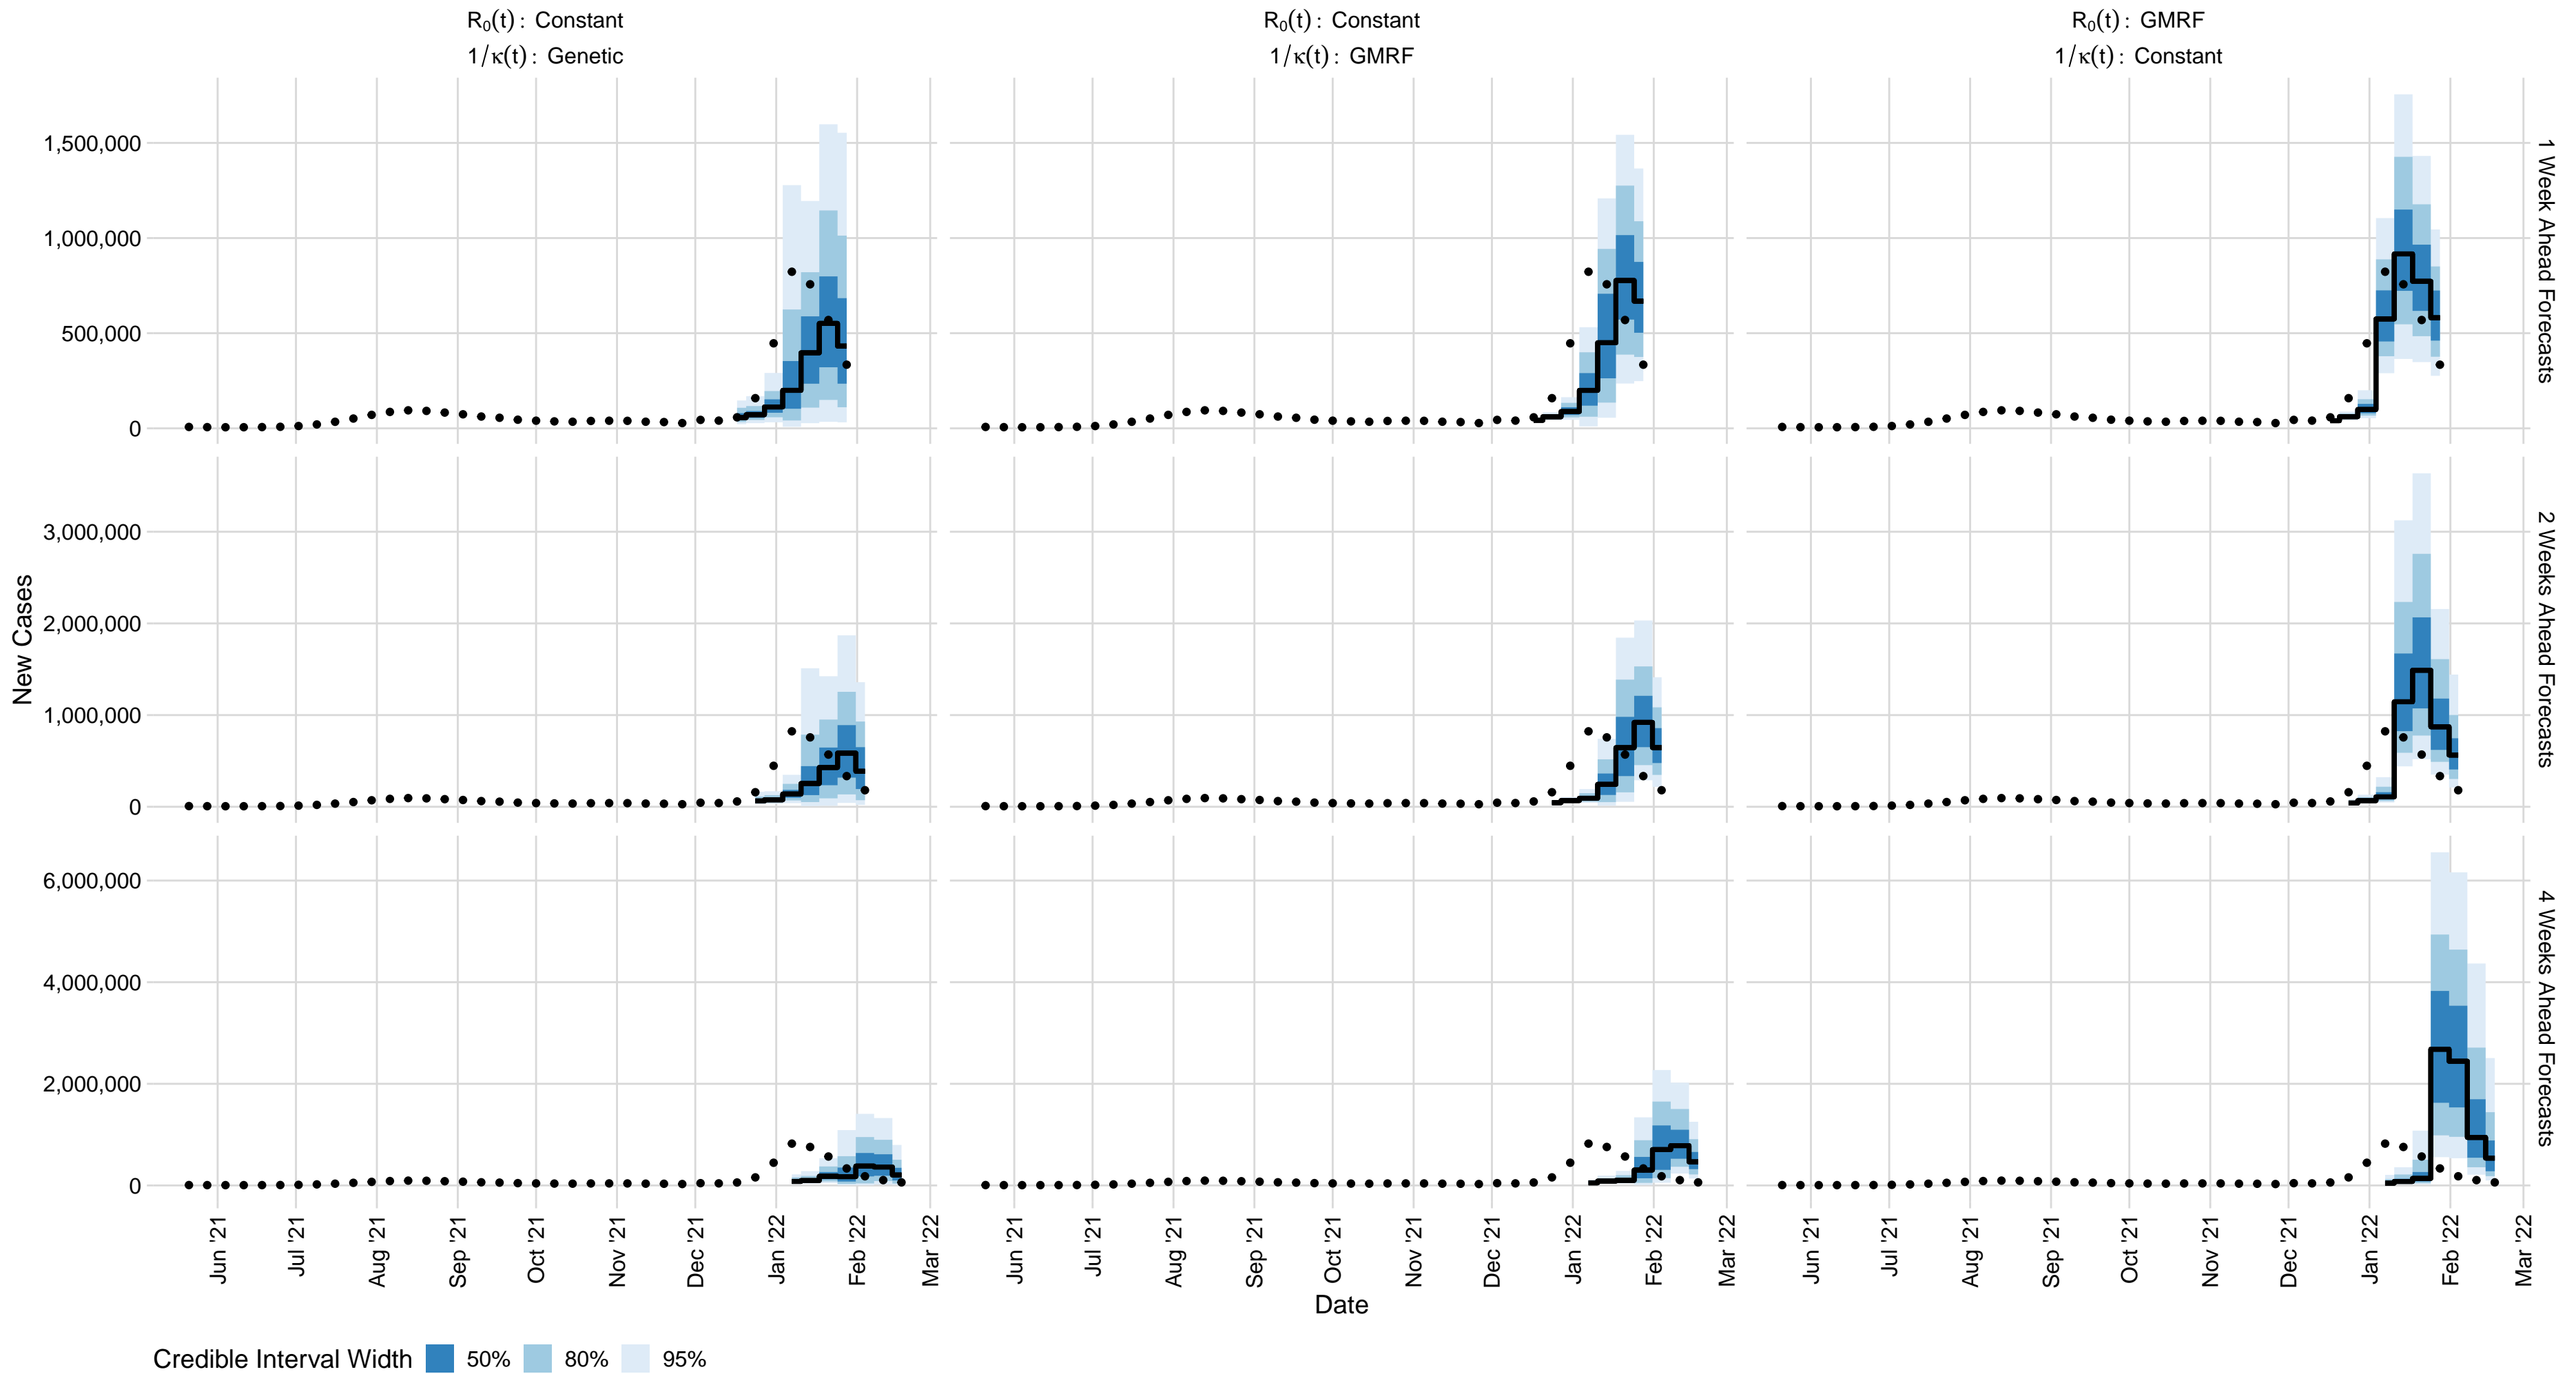 R₀(t): Constant
1/κ(t): Genetic
R₀(t): Constant
1/κ(t): GMRF
R₀(t): GMRF
1/κ(t): Constant
1,500,000
1,000,000
500,000
0
1 Week Ahead Forecasts
3,000,000
2,000,000
1,000,000
0
2 Weeks Ahead Forecasts
New Cases
6,000,000
4,000,000
2,000,000
0
4 Weeks Ahead Forecasts
Jun '21
Jul '21
Aug '21
Sep '21
Oct '21
Nov '21
Dec '21
Jan '22
Feb '22
Mar '22
Jun '21
Jul '21
Aug '21
Sep '21
Oct '21
Nov '21
Dec '21
Jan '22
Feb '22
Mar '22
Jun '21
Jul '21
Aug '21
Sep '21
Oct '21
Nov '21
Dec '21
Jan '22
Feb '22
Mar '22
Date
Credible Interval Width 50% 80% 95%